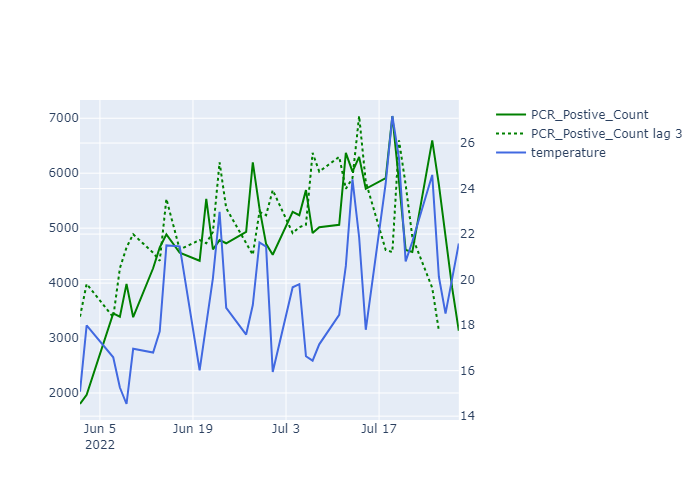 PCR_Postive_Count
PCR_Postive_Count lag 3
temperature
7000
6000
5000
4000
3000
2000
26
24
22
20
18
16
14
Jun 5
2022
Jun 19
Jul 3
Jul 17